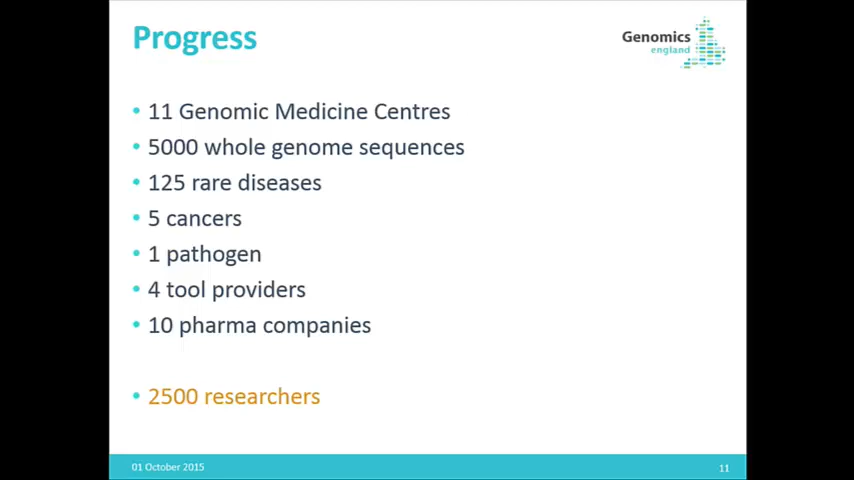 Progress
Genomics
england
• 11 Genomic Medicine Centres
• 5000 whole genome sequences
• 125 rare diseases
• 5 cancers
• 1 pathogen
• 4 tool providers
• 10 pharma companies
• 2500 researchers
01 October 2015
11